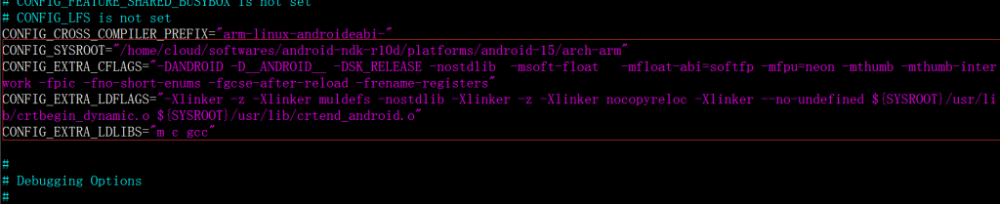 # CONFIG_FEATURE_SHARED_BUSYBOX is not set
# CONFIG_LFS is not set
CONFIG_CROSS_COMPILER_PREFIX="arm-linux-androideabi-"
CONFIG_SYSROOT="/home/cloud/softwares/android-ndk-r10d/platforms/android-15/arch-arm"
CONFIG_EXTRA_CFLAGS="-DANDROID -D__ANDROID__ -DSK_RELEASE -nostdlib -msoft-float -mfloat-abi=softfp -mfpu=neon -mthumb -mthumb-inter
work -fpic -fno-short-enums -fgcse-after-reload -frename-registers"
CONFIG_EXTRA_LDFLAGS="-Xlinker -z -Xlinker muldefs -nostdlib -Xlinker -z -Xlinker nocopyreloc -Xlinker --no-undefined ${SYSROOT}/usr/li
b/crtbegin_dynamic.o ${SYSROOT}/usr/lib/crtend_android.o"
CONFIG_EXTRA_LDLIBS="m c gcc"
#
# Debugging Options
#